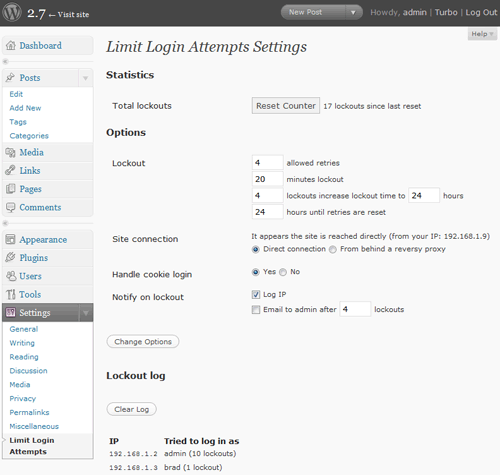 2.7 ← Visit site
New Post
Howdy, admin | Turbo | Log Out
Help
Dashboard
Posts
Edit
Add New
Tags
Categories
Media
Links
Pages
Comments
Appearance
Plugins
Users
Tools
Settings
General
Writing
Reading
Discussion
Media
Privacy
Permalinks
Miscellaneous
Limit Login
Attempts
Limit Login Attempts Settings
Statistics
Total lockouts Reset Counter 17 lockouts since last reset
Options
Lockout 4 allowed retries
20 minutes lockout
4 lockouts increase lockout time to 24 hours
24 hours until retries are reset
Site connection It appears the site is reached directly (from your IP: 192.168.1.9)
Direct connection From behind a reversy proxy
Handle cookie login Yes No
Notify on lockout Log IP
Email to admin after 4 lockouts
Change Options
Lockout log
Clear Log
IP Tried to log in as
192.168.1.2 admin (10 lockouts)
192.168.1.3 brad (1 lockout)